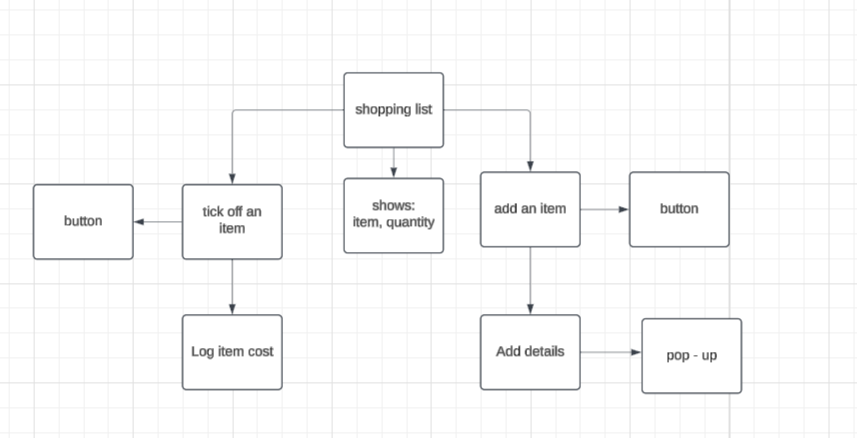 shopping list
button
tick off an
item
shows:
item, quantity
add an item
button
Log item cost
Add details
pop - up